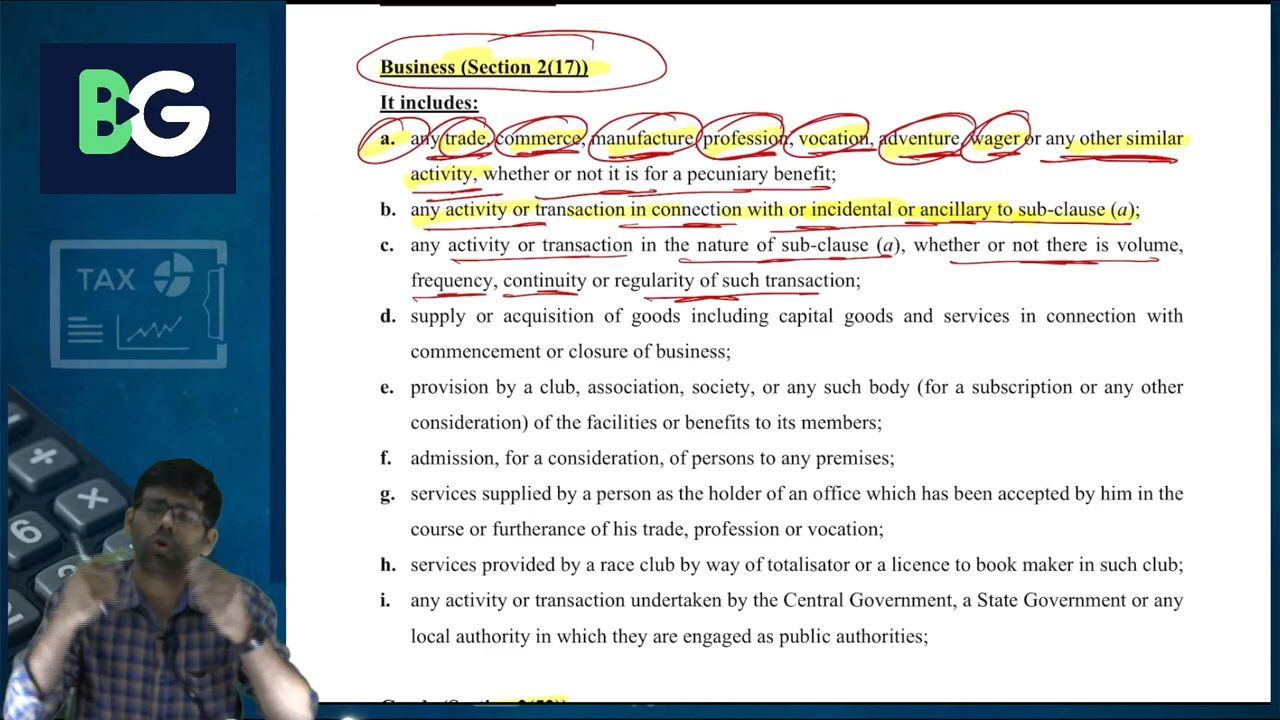 BG
TAX
Business (Section 2(17))
It includes:
a. any trade, commerce, manufacture, profession, vocation, adventure, wager or any other similar
activity, whether or not it is for a pecuniary benefit;
b. any activity or transaction in connection with or incidental or ancillary to sub-clause (a);
c. any activity or transaction in the nature of sub-clause (a), whether or not there is volume,
frequency, continuity or regularity of such transaction;
d. supply or acquisition of goods including capital goods and services in connection with
commencement or closure of business;
e. provision by a club, association, society, or any such body (for a subscription or any other
consideration) of the facilities or benefits to its members;
f. admission, for a consideration, of persons to any premises;
g. services supplied by a person as the holder of an office which has been accepted by him in the
course or furtherance of his trade, profession or vocation;
h. services provided by a race club by way of totalisator or a licence to book maker in such club;
i. any activity or transaction undertaken by the Central Government, a State Government or any
local authority in which they are engaged as public authorities;